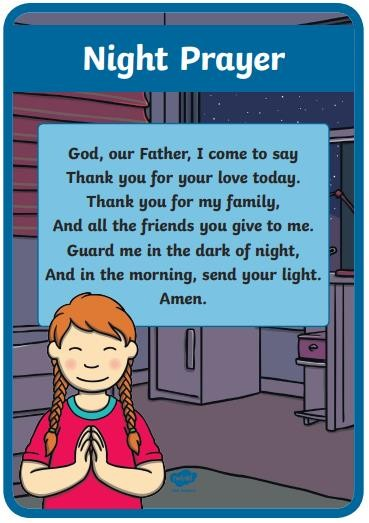 Night Prayer
God, our Father, I come to say
Thank you for your love today.
Thank you for my family,
And all the friends you give to me.
Guard me in the dark of night,
And in the morning, send your light.
Amen.
twinkl